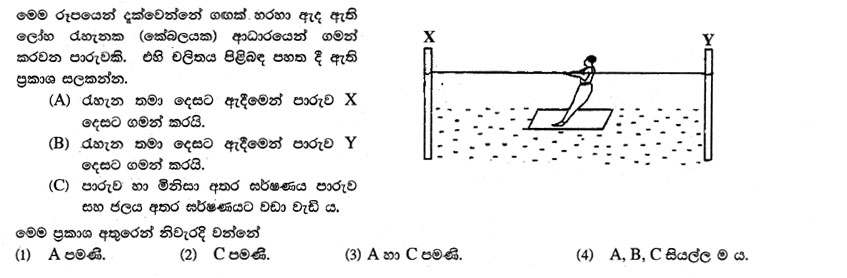 මෙම රූපයෙන් දැක්වෙන්නේ ගඟක් හරහා ඇද ඇති
ලෝහ රැහැනක (කේබලයක) ආධාරයෙන් ගමන්
කරවන පාරුවකි. එහි චලිතය පිළිබඳ පහත දී ඇති
ප්‍රකාශ සලකන්න.
(A) රැහැන තමා දෙසට ඇදීමෙන් පාරුව X
දෙසට ගමන් කරයි.
(B) රැහැන තමා දෙසට ඇදීමෙන් පාරුව Y
දෙසට ගමන් කරයි.
(C) පාරුව හා මිනිසා අතර ඝර්ෂණය පාරුව
සහ ජලය අතර ඝර්ෂණයට වඩා වැඩි ය.
X
Y
මෙම ප්‍රකාශ අතුරෙන් නිවැරදි වන්නේ
(1) A පමණි. (2) C පමණි. (3) A හා C පමණි. (4) A, B, C සියල්ල ම ය.